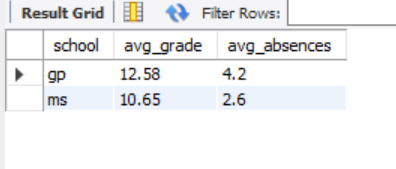 Result Grid Filter Rows:
school avg_grade avg_absences
gp 12.58 4.2
ms 10.65 2.6